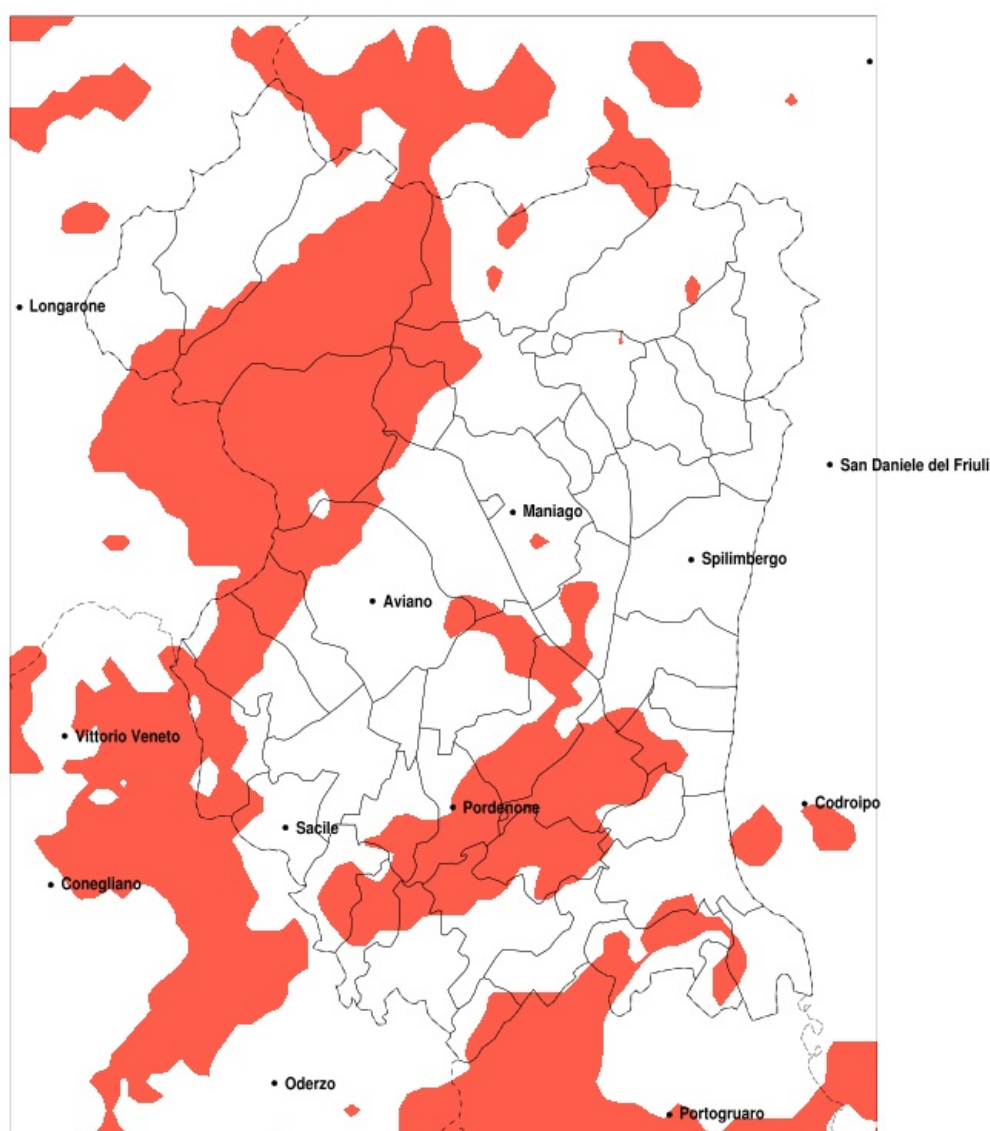 Longarone
San Daniele del Friuli
Maniago
Spilimbergo
Aviano
Vittorio Veneto
Codroipo
Pordenone
Sacile
Conegliano
Oderzo
Portogruaro